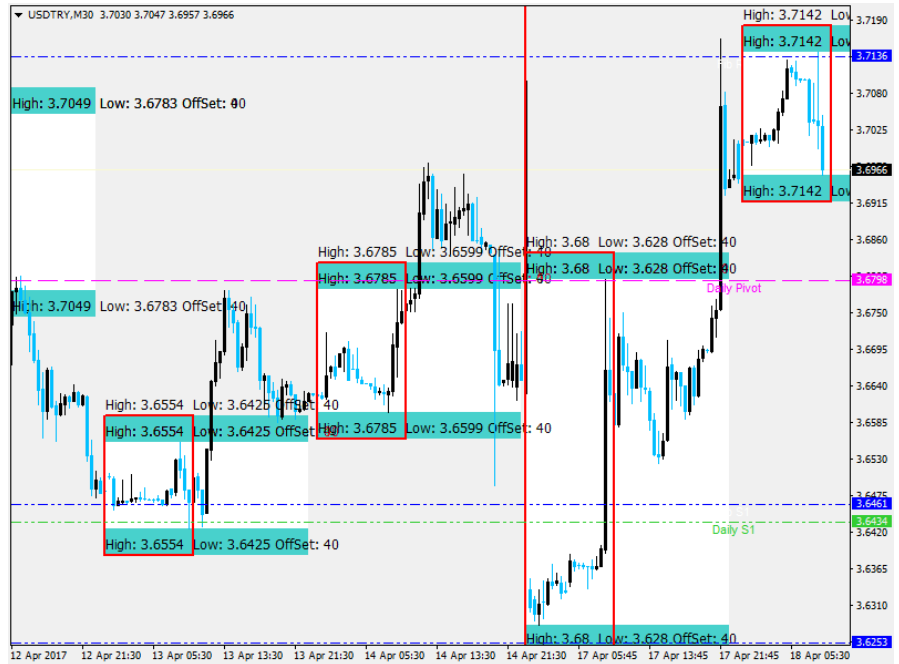 USDTRY,M30 3.7030 3.7047 3.6957 3.6966
High: 3.7142 Low
High: 3.7142 Low
3.7190
3.7136
3.7080
High: 3.7049 Low: 3.6783 OffSet: 40
3.7025
3.6966
High: 3.7142 Low
3.6915
High: 3.6785 Low: 3.6599 OffSet: 40
High: 3.68 Low: 3.628 OffSet: 40
3.6860
High: 3.6785 Low: 3.6599 OffSet: 40
High: 3.68 Low: 3.628 OffSet: 40
3.6798
Daily Pivot
High: 3.7049 Low: 3.6783 OffSet: 40
3.6750
3.6695
3.6640
High: 3.6554 Low: 3.6425 OffSet: 40
High: 3.6554 Low: 3.6425 OffSet: 40
High: 3.6785 Low: 3.6599 OffSet: 40
3.6585
3.6530
3.6475
3.6461
3.6434
Daily S1
3.6420
High: 3.6554 Low: 3.6425 OffSet: 40
3.6365
3.6310
High: 3.68 Low: 3.628 OffSet: 40
3.6253
12 Apr 2017 12 Apr 21:30 13 Apr 05:30 13 Apr 13:30 13 Apr 21:30 14 Apr 05:30 14 Apr 13:30 14 Apr 21:30 17 Apr 05:45 17 Apr 13:45 17 Apr 21:45 18 Apr 05:30